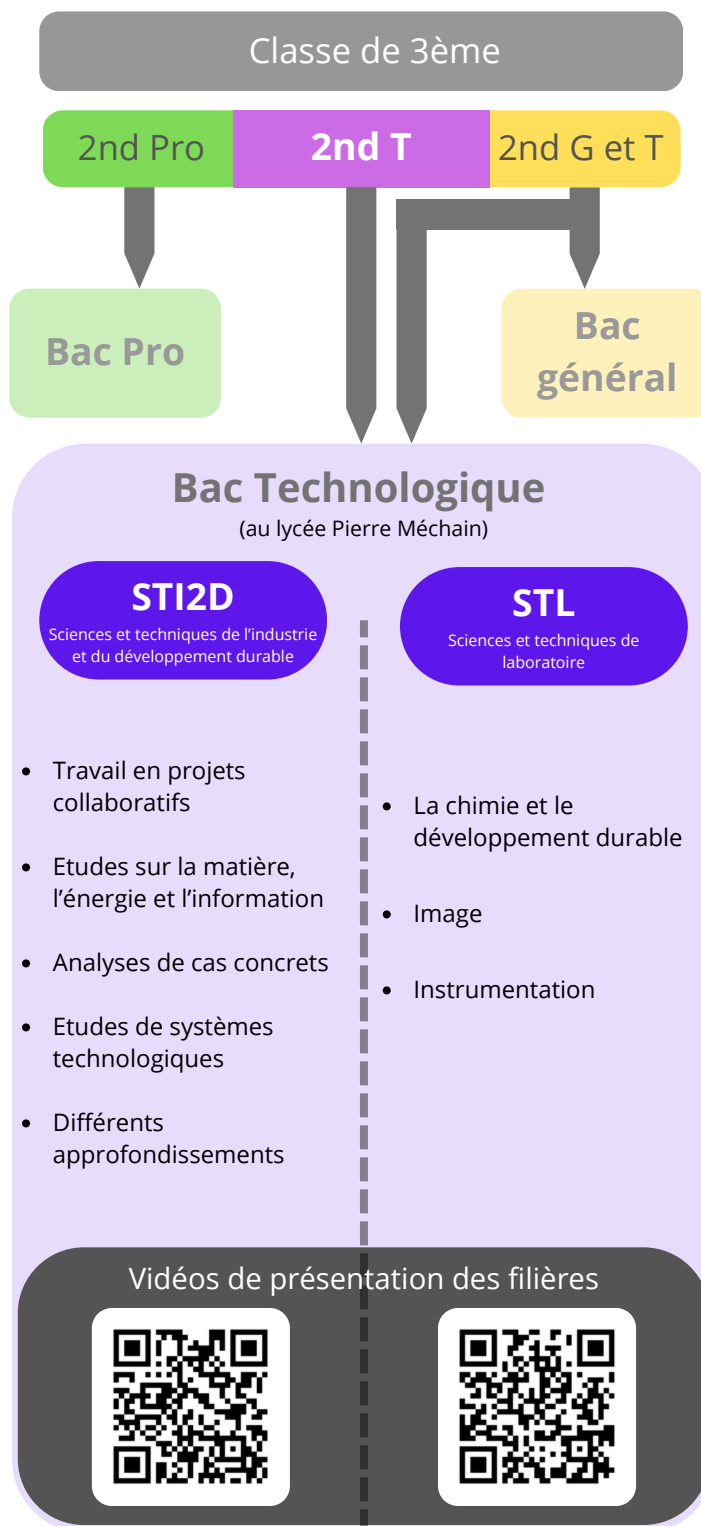 Classe de 3ème
2nd Pro
2nd T
2nd G et T
Bac Pro
Bac
général
Bac Technologique
(au lycée Pierre Méchain)
STI2D
Sciences et techniques de l'industrie
et du développement durable
STL
Sciences et techniques de
laboratoire
• Travail en projets
collaboratifs
• Etudes sur la matière,
l'énergie et l'information
• Analyses de cas concrets
• Etudes de systèmes
technologiques
• Différents
approfondissements
• La chimie et le
développement durable
• Image
• Instrumentation
Vidéos de présentation des filières